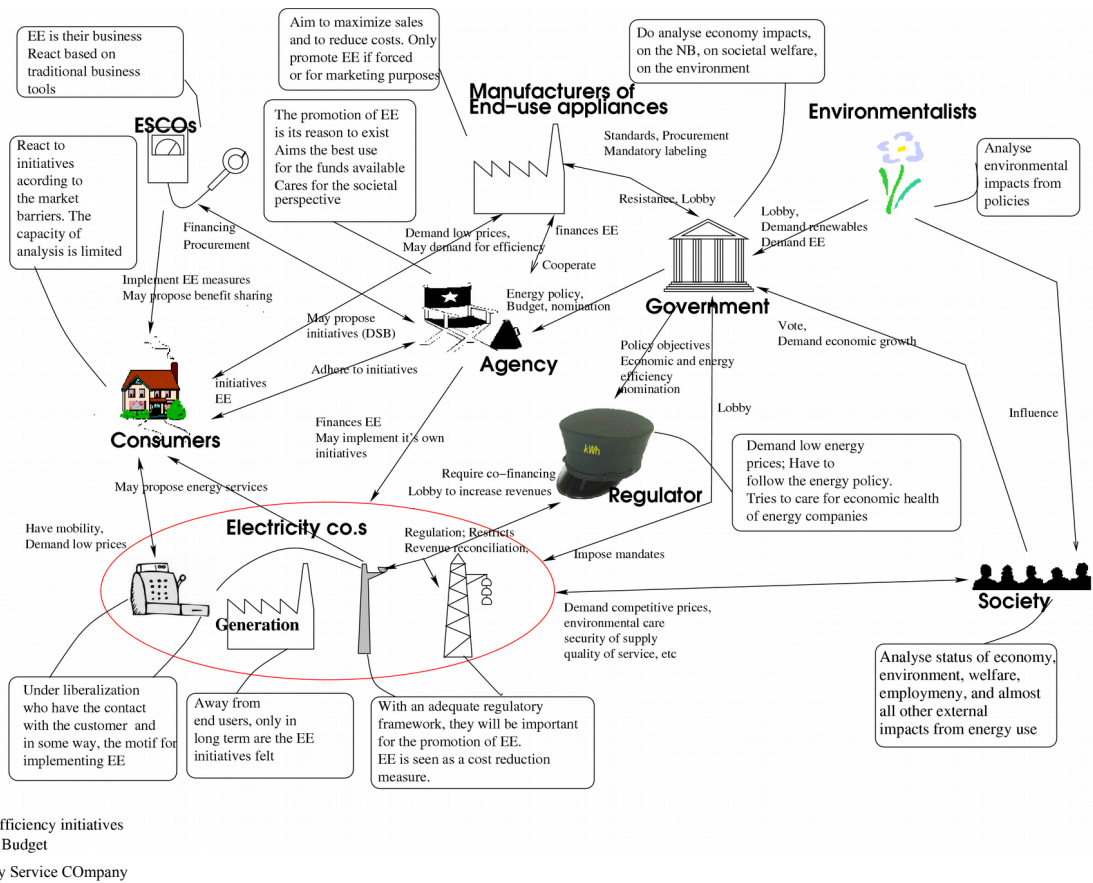 EE is their business
React based on
traditional business
tools
Aim to maximize sales
and to reduce costs. Only
promote EE if forced
or for marketing purposes
Do analyse economy impacts,
on the NB, on societal welfare,
on the environment
Manufacturers of
End-use appliances
Environmentalists
ESCOs
The promotion of EE
is its reason to exist
Aims the best use
for the funds available
Cares for the societal
perspective
React to
initiatives
acording to
the market
barriers. The
capacity of
analysis is limited
Standards, Procurement
Mandatory labeling
Analyse
environmental
impacts from
policies
Resistance, Lobby
Lobby,
Demand renewables
Demand EE
Financing
Procurement
Demand low prices,
May demand for efficiency
finances EE
Cooperate
Implement EE measures
May propose benefit sharing
Energy policy,
Budget, nomination
Government
May propose
initiatives (DSB)
Vote,
Demand economic growth
Agency
Policy objectives
Economic and energy
efficiency
nomination
Adhere to initiatives
initiatives
EE
Lobby
Influence
Finances EE
May implement it's own
initiatives
Consumers
kWh
Regulator
Demand low energy
prices; Have to
follow the energy policy.
Tries to care for economic health
of energy companies
Require co-financing
Lobby to increase revenues
May propose energy services
Have mobility,
Demand low prices
Electricity co.s
Regulation; Restricts
Revenue reconciliation,
Impose mandates
Generation
Demand competitive prices,
environmental care
security of supply
quality of service, etc
Society
Analyse status of economy,
environment, welfare,
employmeny, and almost
all other external
impacts from energy use
Under liberalization
who have the contact
with the customer and
in some way, the motif for
implementing EE
Away from
end users, only in
long term are the EE
initiatives felt
With an adequate regulatory
framework, they will be important
for the promotion of EE.
EE is seen as a cost reduction
measure.
fficiency initiatives
Budget
y Service COmpany